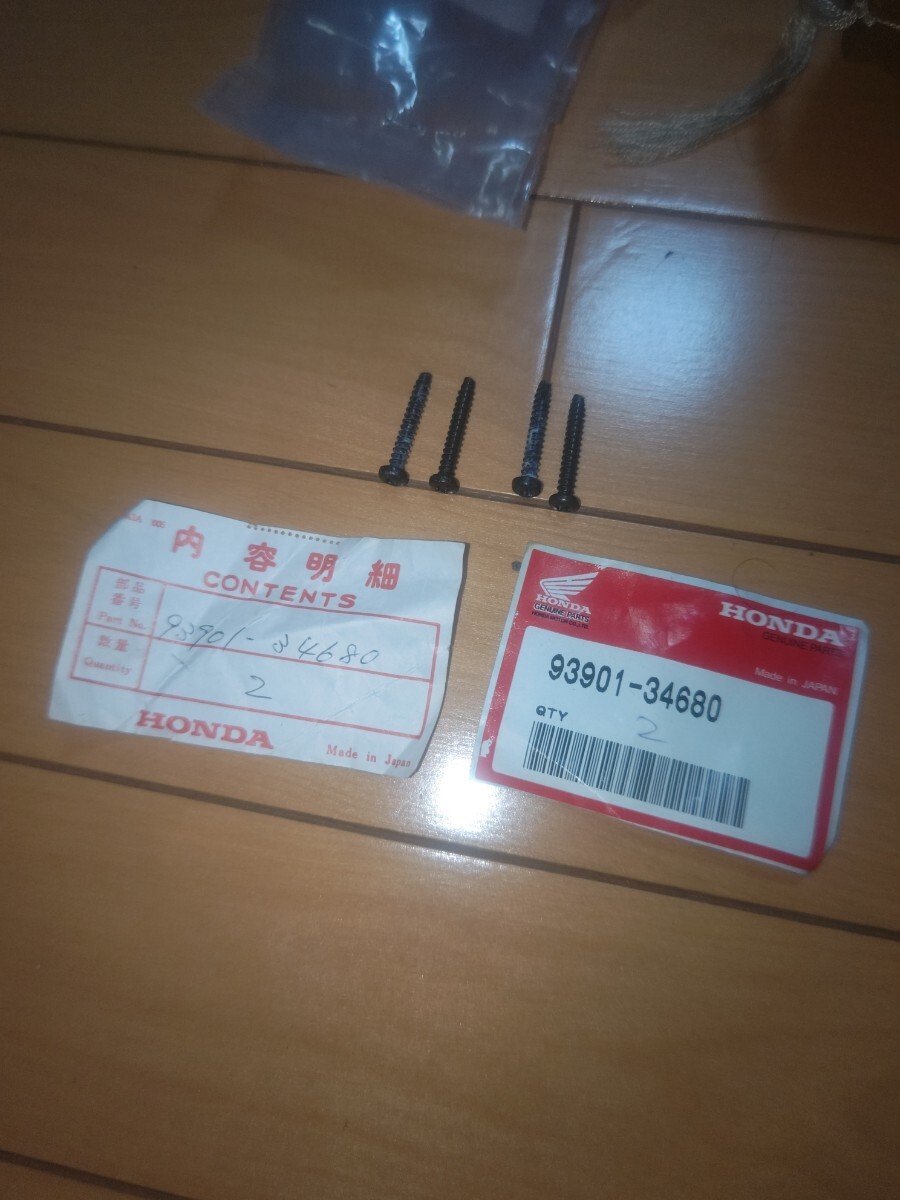 内容明細
CONTENTS
部品
番号
Part No.
93901-34680
数量
Quantity
2
HONDA
Made in Japan
HONDA
GENUINE PARTS
HONDA
GENUINE PARTS
Made in JAPAN
93901-34680
QTY
2